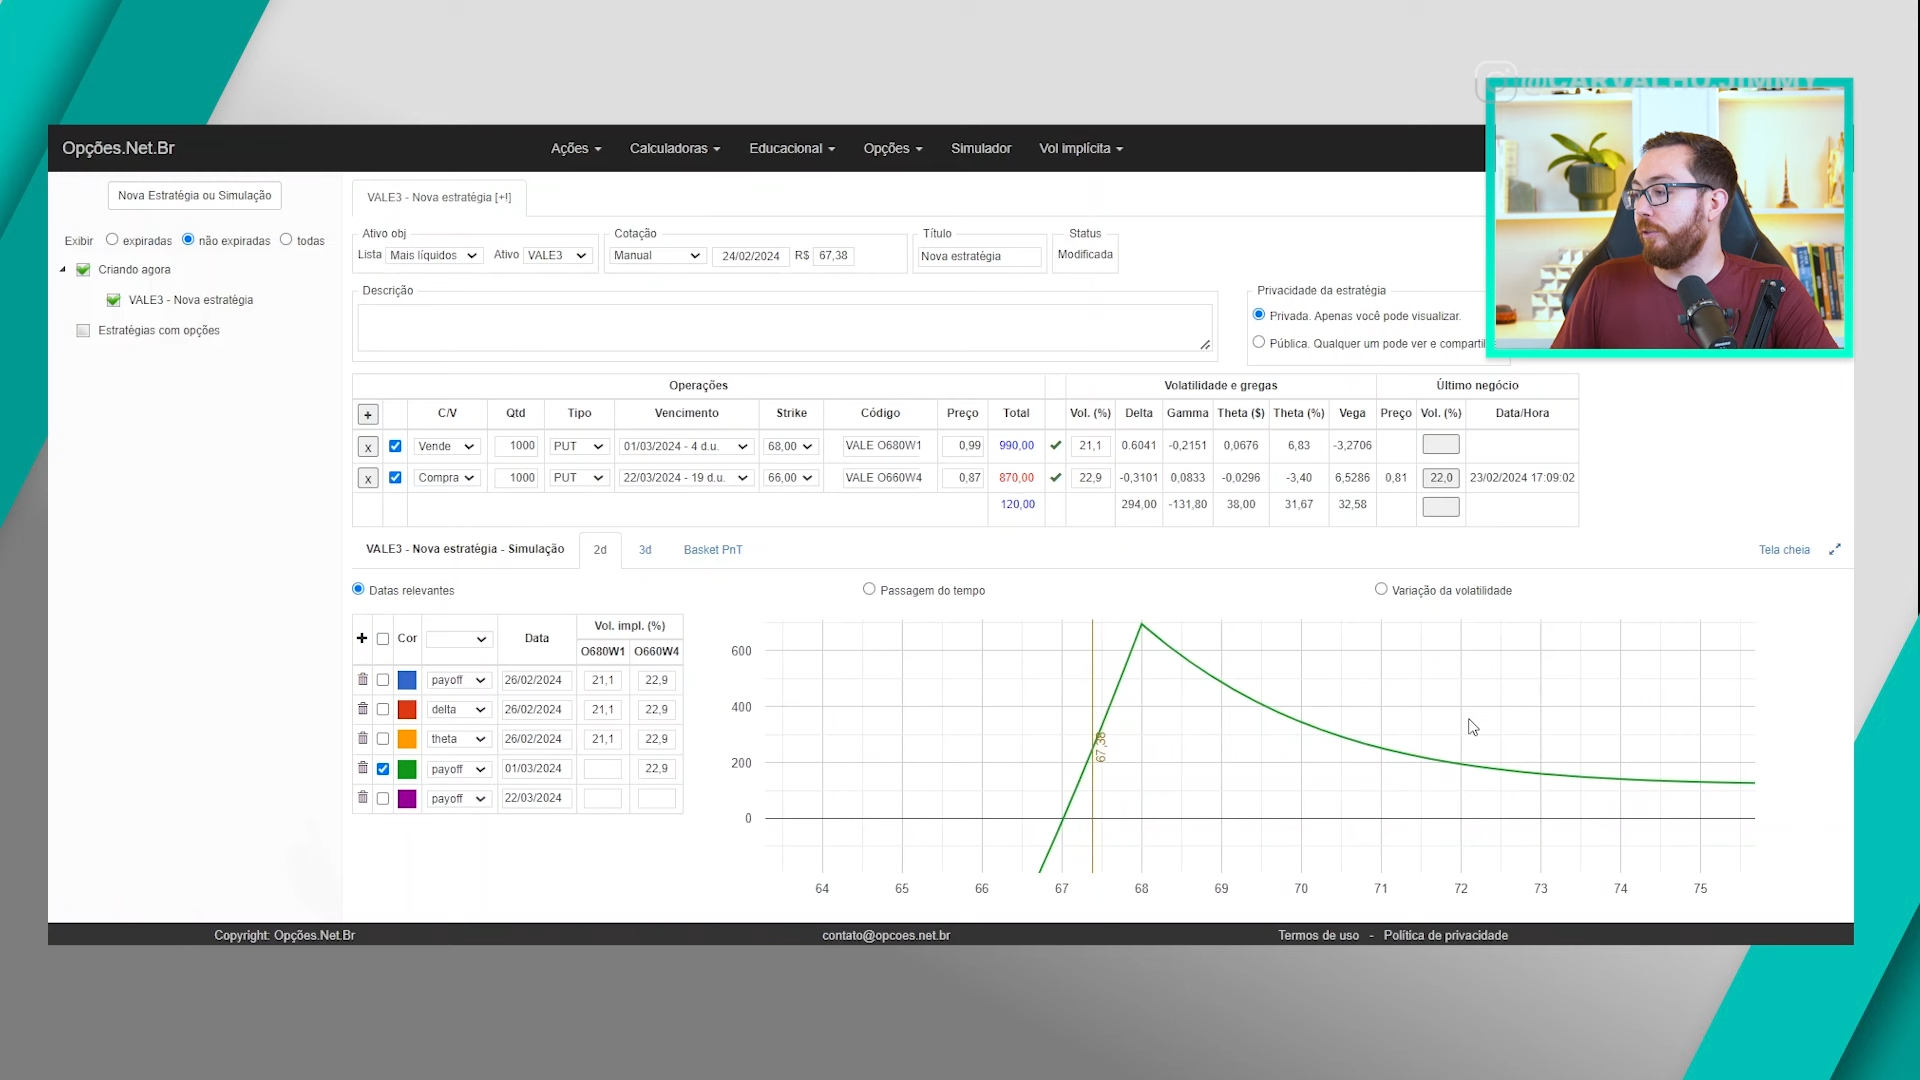 @CARVALHO.JIMMY
Opções.Net.Br
Ações
Calculadoras
Educacional
Opções
Simulador
Vol implícita
Nova Estratégia ou Simulação
Exibir expiradas não expiradas todas
Criando agora
VALE3 - Nova estratégia
Estratégias com opções
VALE3 - Nova estratégia [+!]
Ativo obj
Lista Mais líquidos Ativo VALE3
Cotação
Manual 24/02/2024 R$ 67,38
Título
Nova estratégia
Status
Modificada
Descrição
Privacidade da estratégia
Privada. Apenas você pode visualizar.
Pública. Qualquer um pode ver e compartil
Operações Volatilidade e gregas Último negócio
+ C/V Qtd Tipo Vencimento Strike Código Preço Total Vol. (%) Delta Gamma Theta ($) Theta (%) Vega Preço Vol. (%) Data/Hora
x Vende 1000 PUT 01/03/2024 - 4 d.u. 68,00 VALE O680W1 0,99 990,00 21,1 0.6041 -0,2151 0,0676 6,83 -3,2706
x Compra 1000 PUT 22/03/2024 - 19 d.u. 66,00 VALE O660W4 0,87 870,00 22,9 -0,3101 0,0833 -0,0296 -3,40 6,5286 0,81 22,0 23/02/2024 17:09:02
120,00 294,00 -131,80 38,00 31,67 32,58
VALE3 - Nova estratégia - Simulação 2d 3d Basket PnT Tela cheia
Datas relevantes Passagem do tempo Variação da volatilidade
+ Cor Data Vol. impl. (%)
O680W1 O660W4
payoff 26/02/2024 21,1 22,9
delta 26/02/2024 21,1 22,9
theta 26/02/2024 21,1 22,9
payoff 01/03/2024 22,9
payoff 22/03/2024
600
400
200
0
67,38
64 65 66 67 68 69 70 71 72 73 74 75
Copyright: Opções.Net.Br contato@opcoes.net.br Termos de uso - Política de privacidade